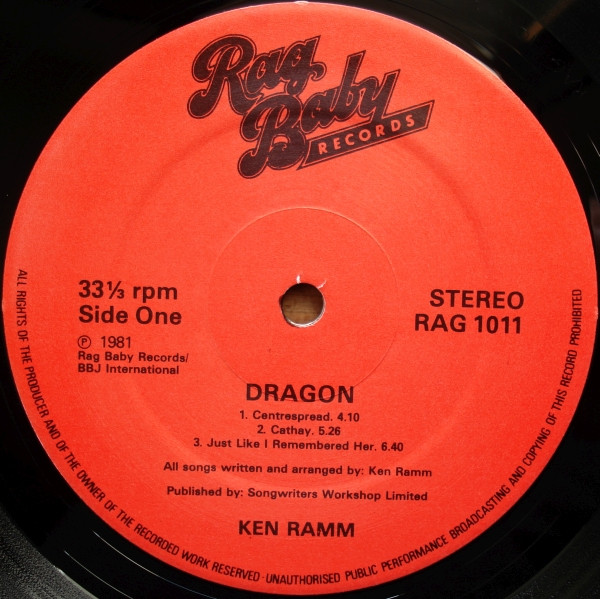 Rag
Baby
RECORDS
33⅓ rpm
Side One
Ⓟ 1981
Rag Baby Records/
BBJ International
STEREO
RAG 1011
DRAGON
1. Centrespread. 4.10
2. Cathay. 5.26
3. Just Like I Remembered Her. 6.40
All songs written and arranged by: Ken Ramm
Published by: Songwriters Workshop Limited
KEN RAMM
ALL RIGHTS OF THE PRODUCER AND OF THE OWNER OF THE RECORDED WORK RESERVED · UNAUTHORISED PUBLIC PERFORMANCE BROADCASTING AND COPYING OF THIS RECORD PROHIBITED